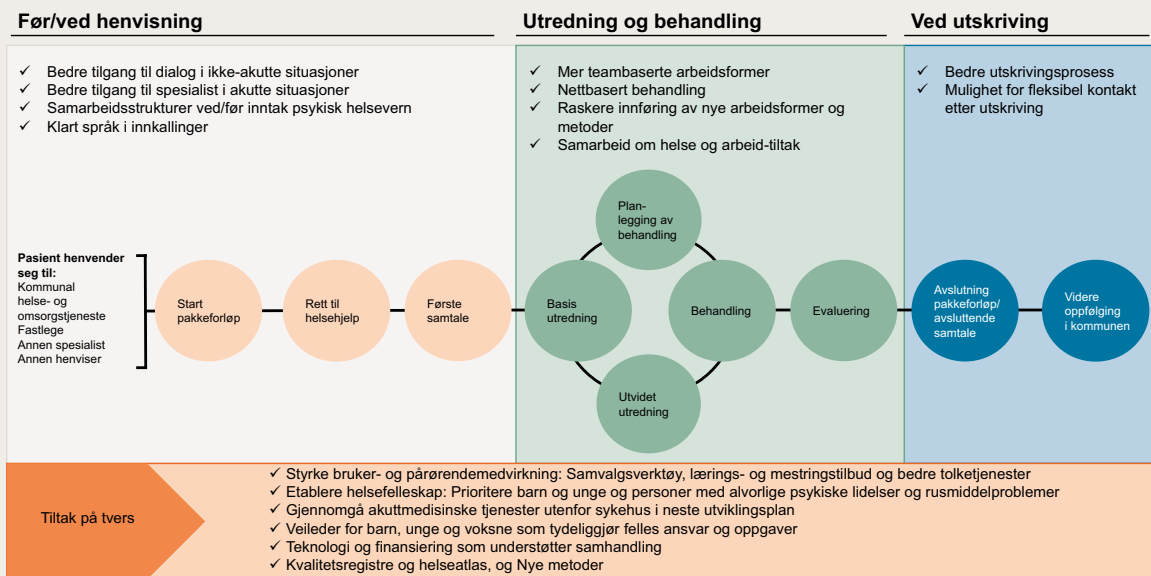 Før/ved henvisning
Utredning og behandling
Ved utskriving
✓ Bedre tilgang til dialog i ikke-akutte situasjoner
✓ Bedre tilgang til spesialist i akutte situasjoner
✓ Samarbeidsstrukturer ved/før inntak psykisk helsevern
✓ Klart språk i innkallinger
✓ Mer teambaserte arbeidsformer
✓ Nettbasert behandling
✓ Raskere innføring av nye arbeidsformer og
metoder
✓ Samarbeid om helse og arbeid-tiltak
✓ Bedre utskrivingsprosess
✓ Mulighet for fleksibel kontakt
etter utskriving
Pasient henvender
seg til:
Kommunal
helse- og
omsorgstjeneste
Fastlege
Annen spesialist
Annen henviser
Start
pakkeforløp
Rett til
helsehjelp
Første
samtale
Basis
utredning
Plan-
legging av
behandling
Utvidet
utredning
Behandling
Evaluering
Avslutning
pakkeforløp/
avsluttende
samtale
Videre
oppfølging
i kommunen
Tiltak på tvers
✓ Styrke bruker- og pårørendemedvirkning: Samvalgsverktøy, lærings- og mestringstilbud og bedre tolketjenester
✓ Etablere helsefelleskap: Prioritere barn og unge og personer med alvorlige psykiske lidelser og rusmiddelproblemer
✓ Gjennomgå akuttmedisinske tjenester utenfor sykehus i neste utviklingsplan
✓ Veileder for barn, unge og voksne som tydeliggjør felles ansvar og oppgaver
✓ Teknologi og finansiering som understøtter samhandling
✓ Kvalitetsregistre og helseatlas, og Nye metoder